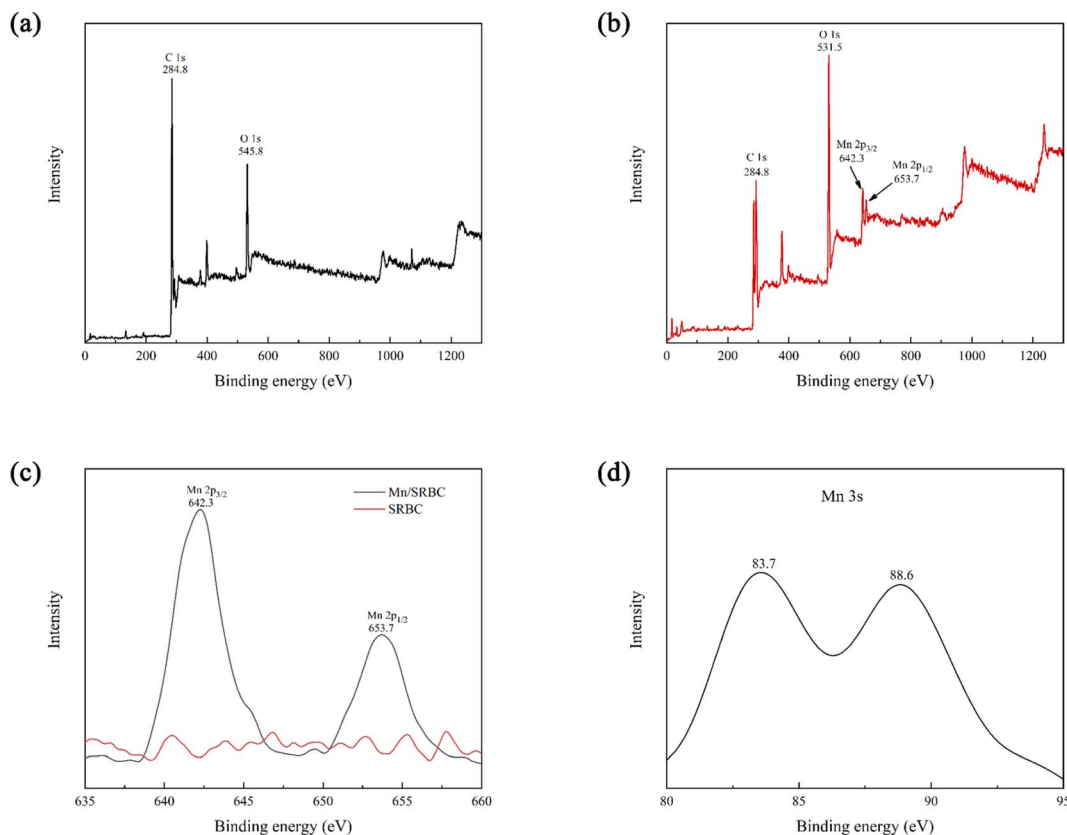 (a)
C 1s
284.8
O 1s
545.8
Intensity
0 200 400 600 800 1000 1200
Binding energy (eV)
(b)
O 1s
531.5
C 1s
284.8
Mn 2p3/2
642.3
Mn 2p1/2
653.7
Intensity
0 200 400 600 800 1000 1200
Binding energy (eV)
(c)
Mn 2p3/2
642.3
Mn/SRBC
SRBC
Mn 2p1/2
653.7
Intensity
635 640 645 650 655 660
Binding energy (eV)
(d)
Mn 3s
83.7
88.6
Intensity
80 85 90 95
Binding energy (eV)